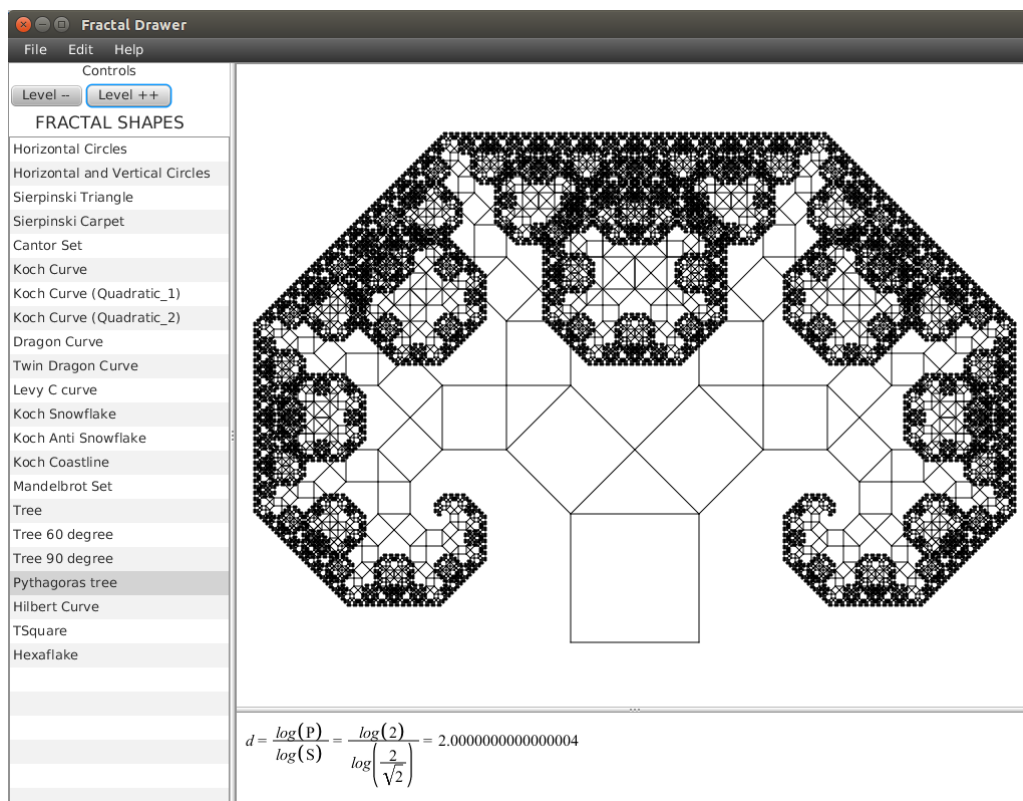 Fractal Drawer
File Edit Help
Controls
Level -- Level ++
FRACTAL SHAPES
Horizontal Circles
Horizontal and Vertical Circles
Sierpinski Triangle
Sierpinski Carpet
Cantor Set
Koch Curve
Koch Curve (Quadratic_1)
Koch Curve (Quadratic_2)
Dragon Curve
Twin Dragon Curve
Levy C curve
Koch Snowflake
Koch Anti Snowflake
Koch Coastline
Mandelbrot Set
Tree
Tree 60 degree
Tree 90 degree
Pythagoras tree
Hilbert Curve
TSquare
Hexaflake
d = log(P)/log(S) = log(2)/log(2/√2) = 2.0000000000000004